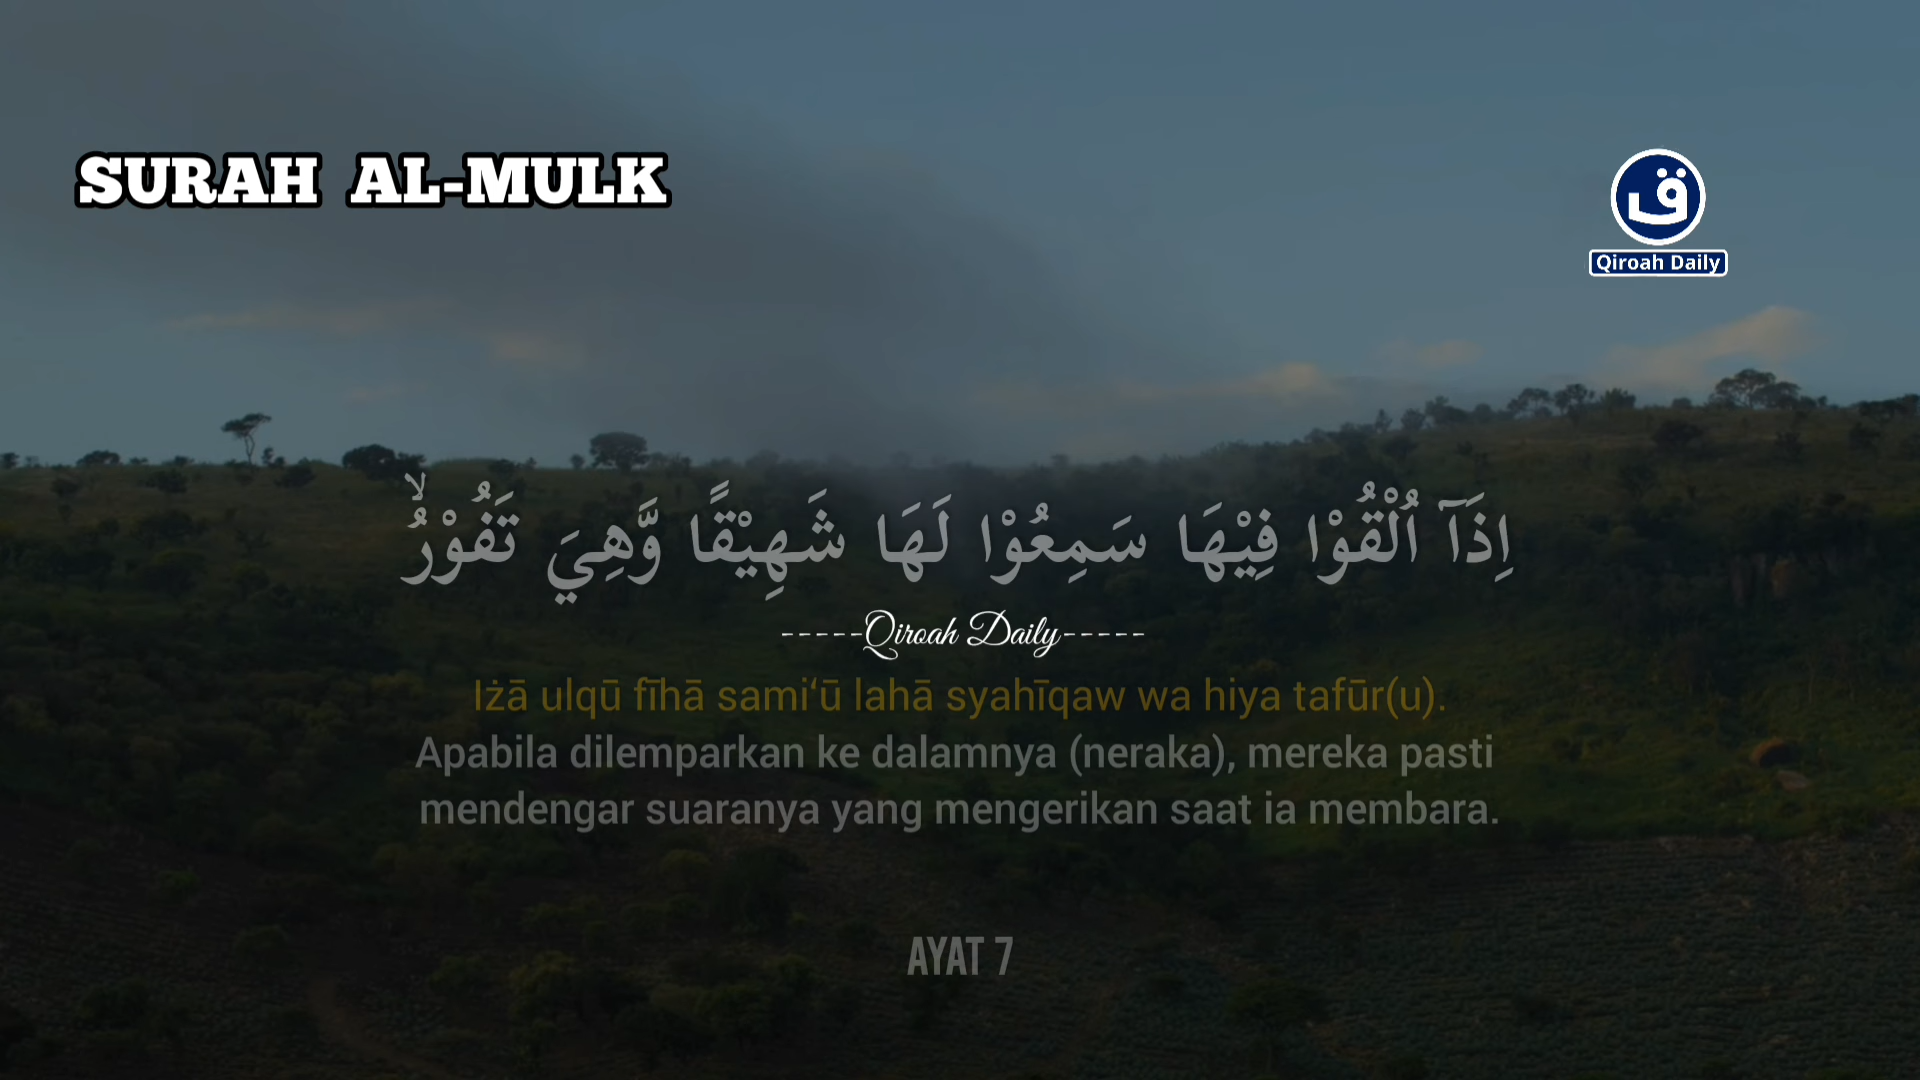 SURAH AL-MULK
ق
Qiroah Daily
اِذَآ اُلْقُوْا فِيْهَا سَمِعُوْا لَهَا شَهِيْقًا وَّهِيَ تَفُوْرُۙ
-----Qiroah Daily-----
Iżā ulqū fīhā sami‘ū lahā syahīqaw wa hiya tafūr(u).
Apabila dilemparkan ke dalamnya (neraka), mereka pasti
mendengar suaranya yang mengerikan saat ia membara.
AYAT 7